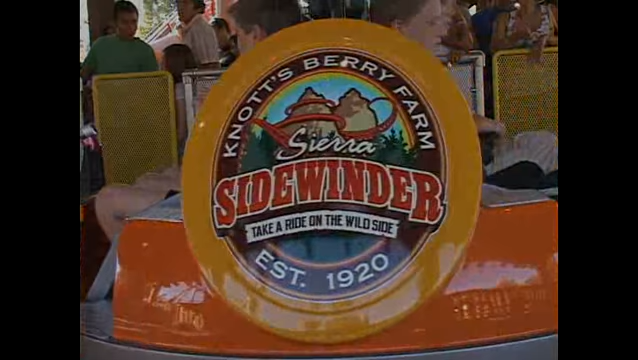 KNOTT'S BERRY FARM
Sierra
SIDEWINDER
TAKE A RIDE ON THE WILD SIDE
EST. 1920